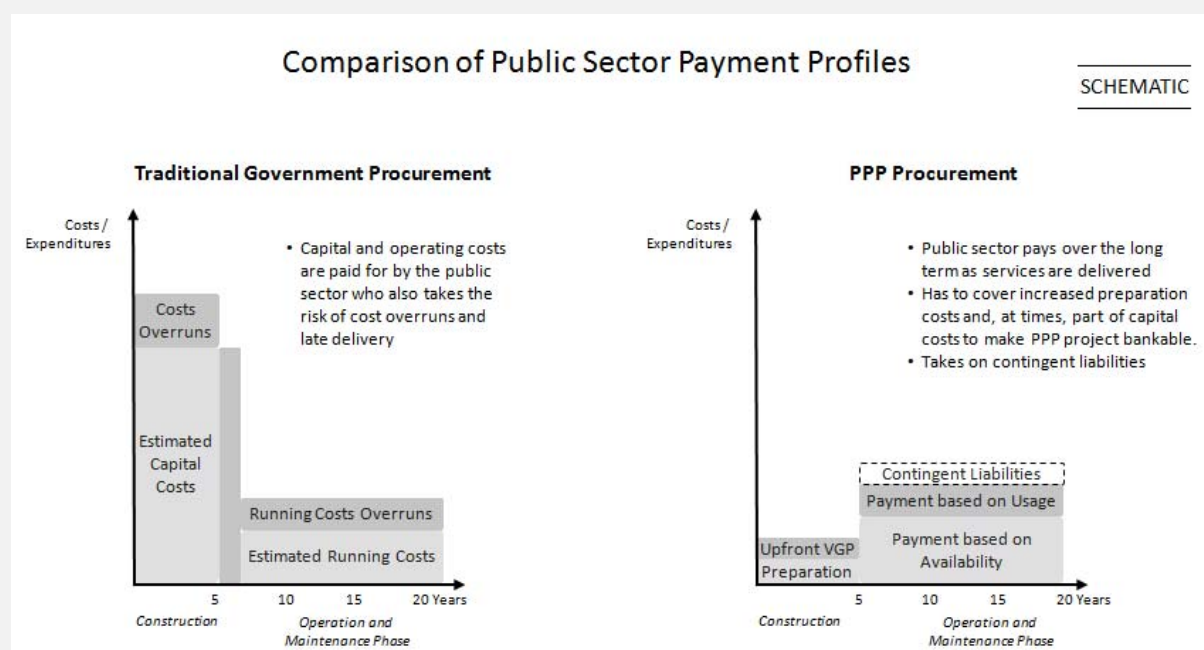 Comparison of Public Sector Payment Profiles
SCHEMATIC
Traditional Government Procurement
Costs /
Expenditures
• Capital and operating costs
are paid for by the public
sector who also takes the
risk of cost overruns and
late delivery
Costs
Overruns
Estimated
Capital
Costs
Running Costs Overruns
Estimated Running Costs
5 10 15 20 Years
Construction
Operation and
Maintenance Phase
PPP Procurement
Costs /
Expenditures
• Public sector pays over the long
term as services are delivered
• Has to cover increased preparation
costs and, at times, part of capital
costs to make PPP project bankable.
• Takes on contingent liabilities
Contingent Liabilities
Payment based on Usage
Payment based on
Availability
Upfront VGP
Preparation
5 10 15 20 Years
Construction
Operation and
Maintenance Phase